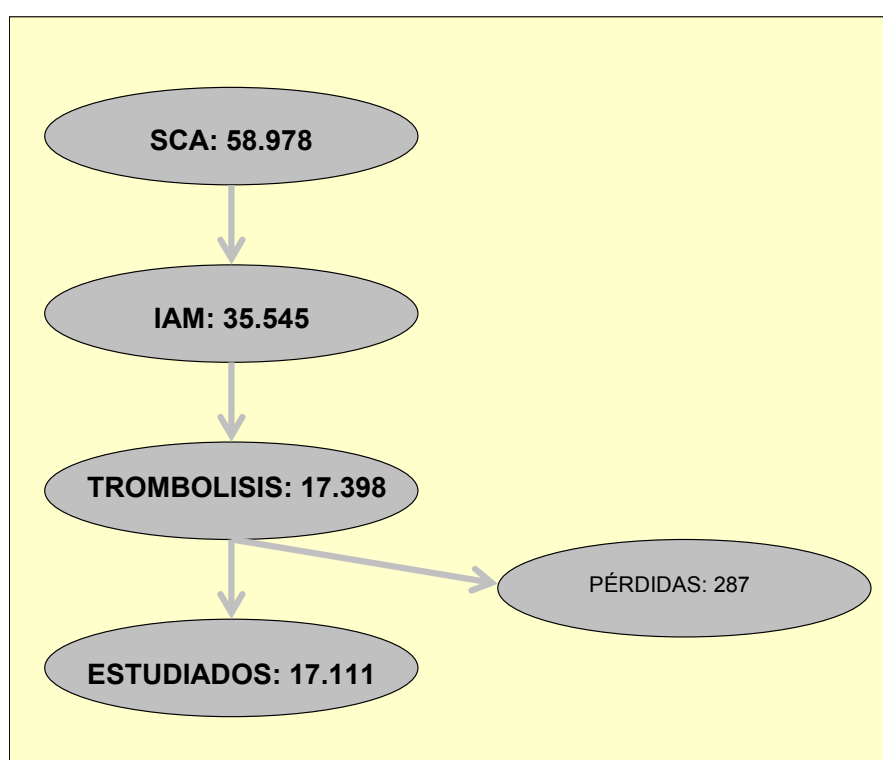 SCA: 58.978
IAM: 35.545
TROMBOLISIS: 17.398
PÉRDIDAS: 287
ESTUDIADOS: 17.111